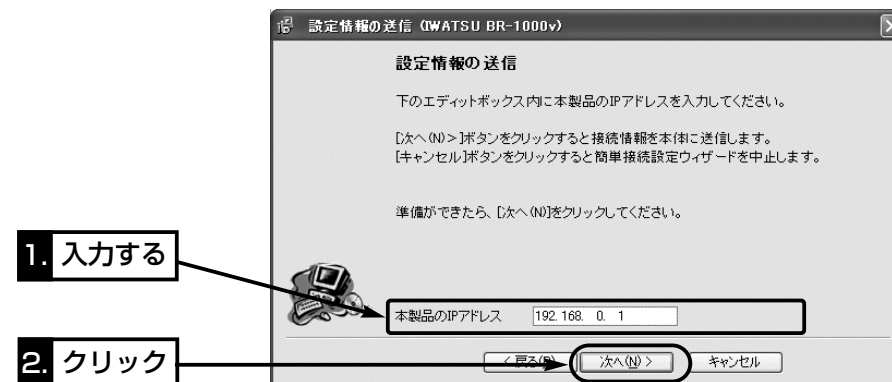 設定情報の送信 (IWATSU BR-1000v)
設定情報の送信
下のエディットボックス内に本製品のIPアドレスを入力してください。
[次へ(N)>]ボタンをクリックすると接続情報を本体に送信します。
[キャンセル]ボタンをクリックすると簡単接続設定ウィザードを中止します。
準備ができたら、[次へ(N)]をクリックしてください。
1. 入力する
本製品のIPアドレス 192. 168. 0. 1
2. クリック
< 戻る(B) 次へ(N) > キャンセル